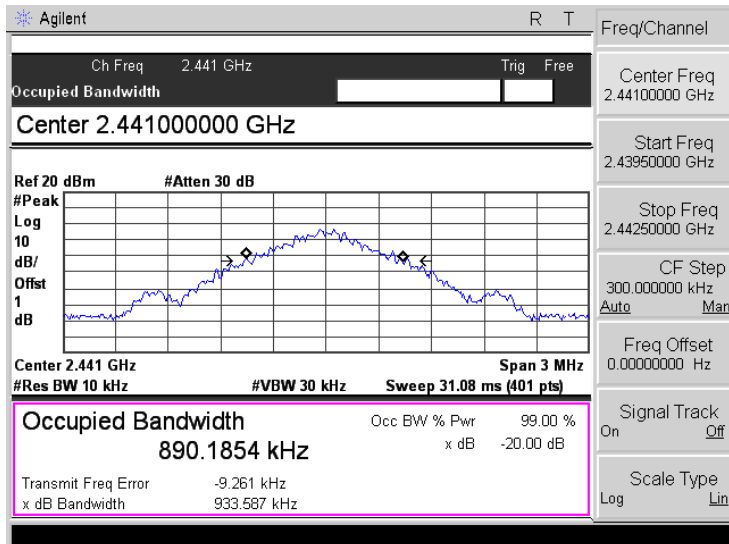 Agilent R T
Ch Freq 2.441 GHz Trig Free
Occupied Bandwidth
Center 2.441000000 GHz
Ref 20 dBm #Atten 30 dB
#Peak
Log
10
dB/
Offst
1
dB
Center 2.441 GHz Span 3 MHz
#Res BW 10 kHz #VBW 30 kHz Sweep 31.08 ms (401 pts)
Occupied Bandwidth Occ BW % Pwr 99.00 %
890.1854 kHz x dB -20.00 dB
Transmit Freq Error -9.261 kHz
x dB Bandwidth 933.587 kHz
Freq/Channel
Center Freq
2.44100000 GHz
Start Freq
2.43950000 GHz
Stop Freq
2.44250000 GHz
CF Step
300.000000 kHz
Auto Man
Freq Offset
0.00000000 Hz
Signal Track
On Off
Scale Type
Log Lin